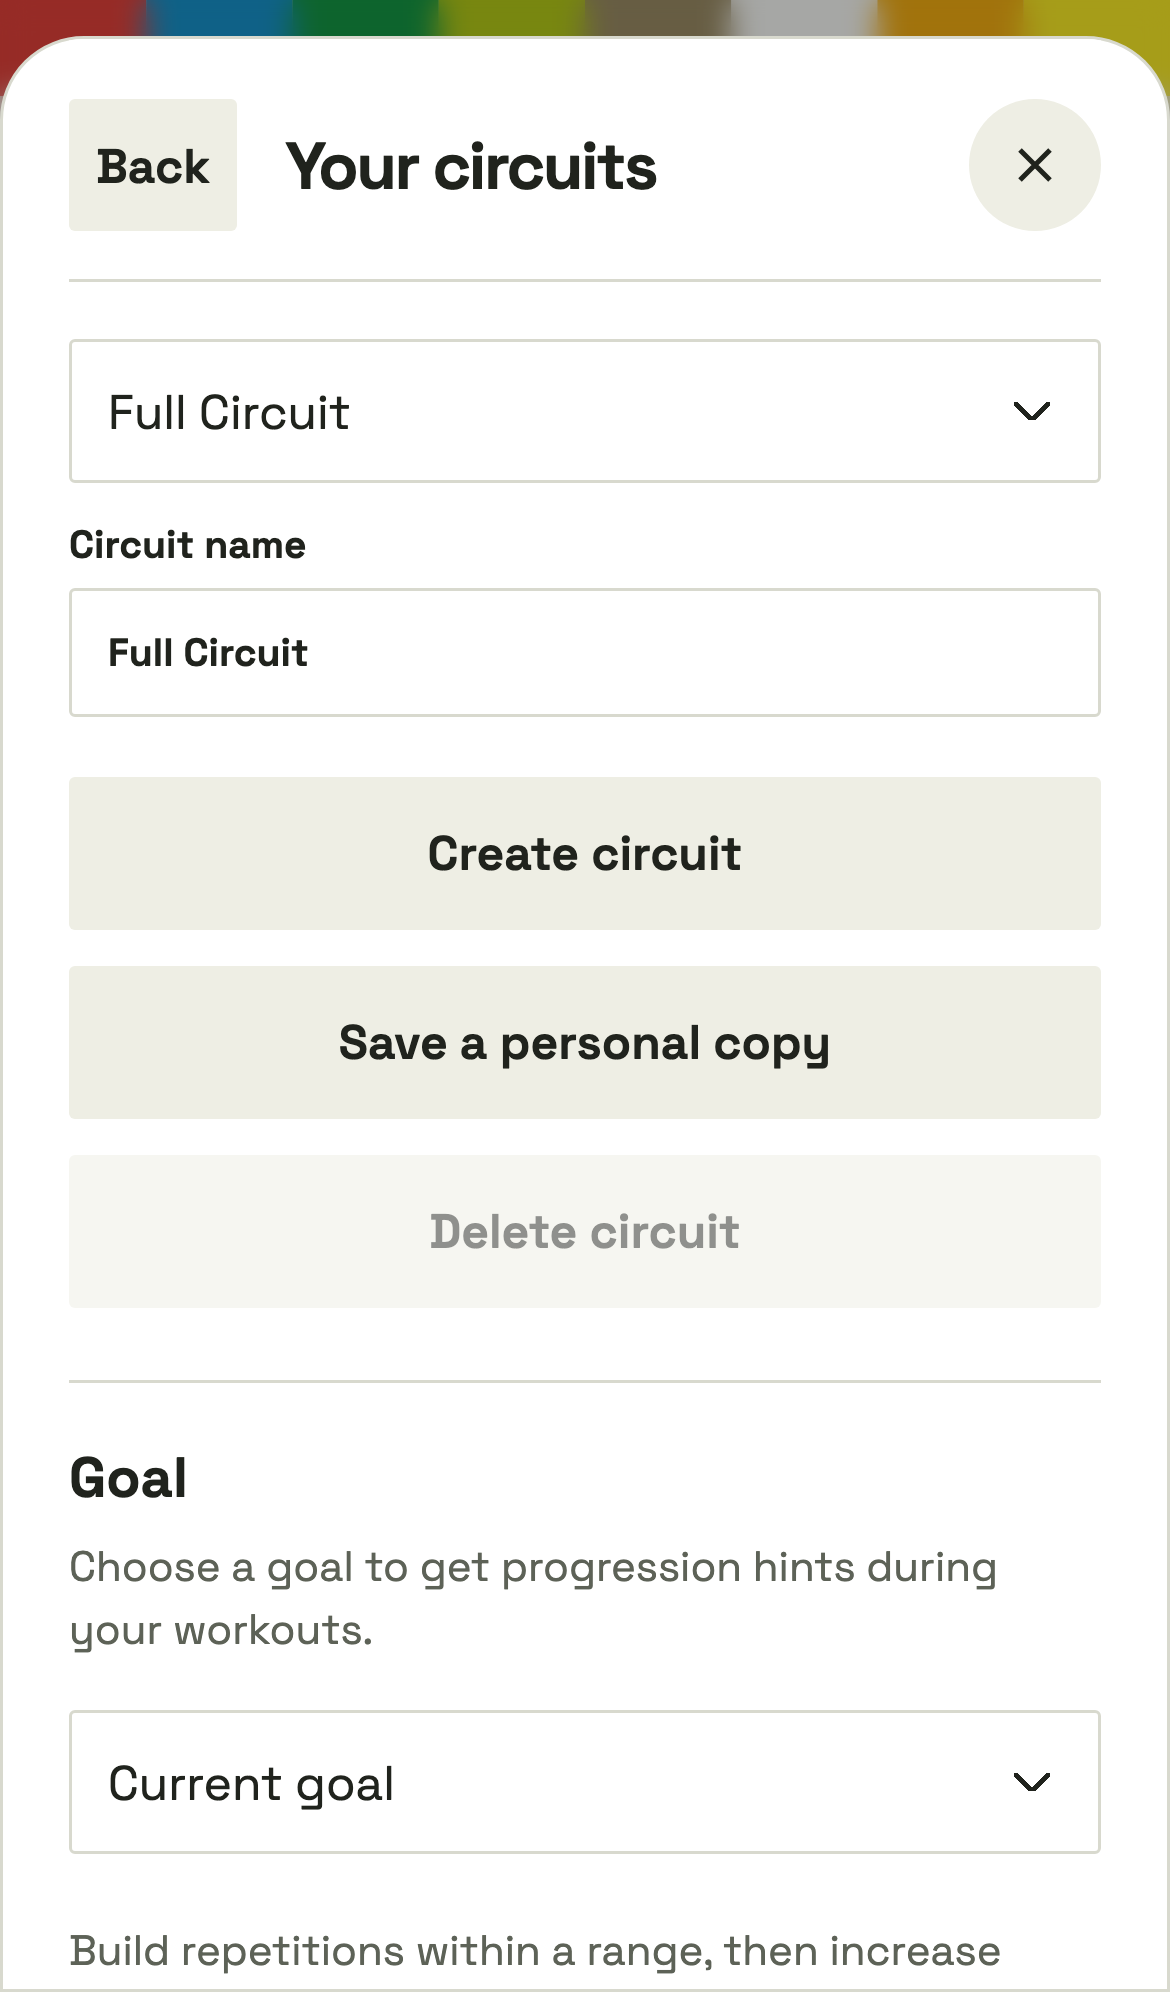 Back
Your circuits
Full Circuit
Circuit name
Full Circuit
Create circuit
Save a personal copy
Delete circuit
Goal
Choose a goal to get progression hints during
your workouts.
Current goal
Build repetitions within a range, then increase